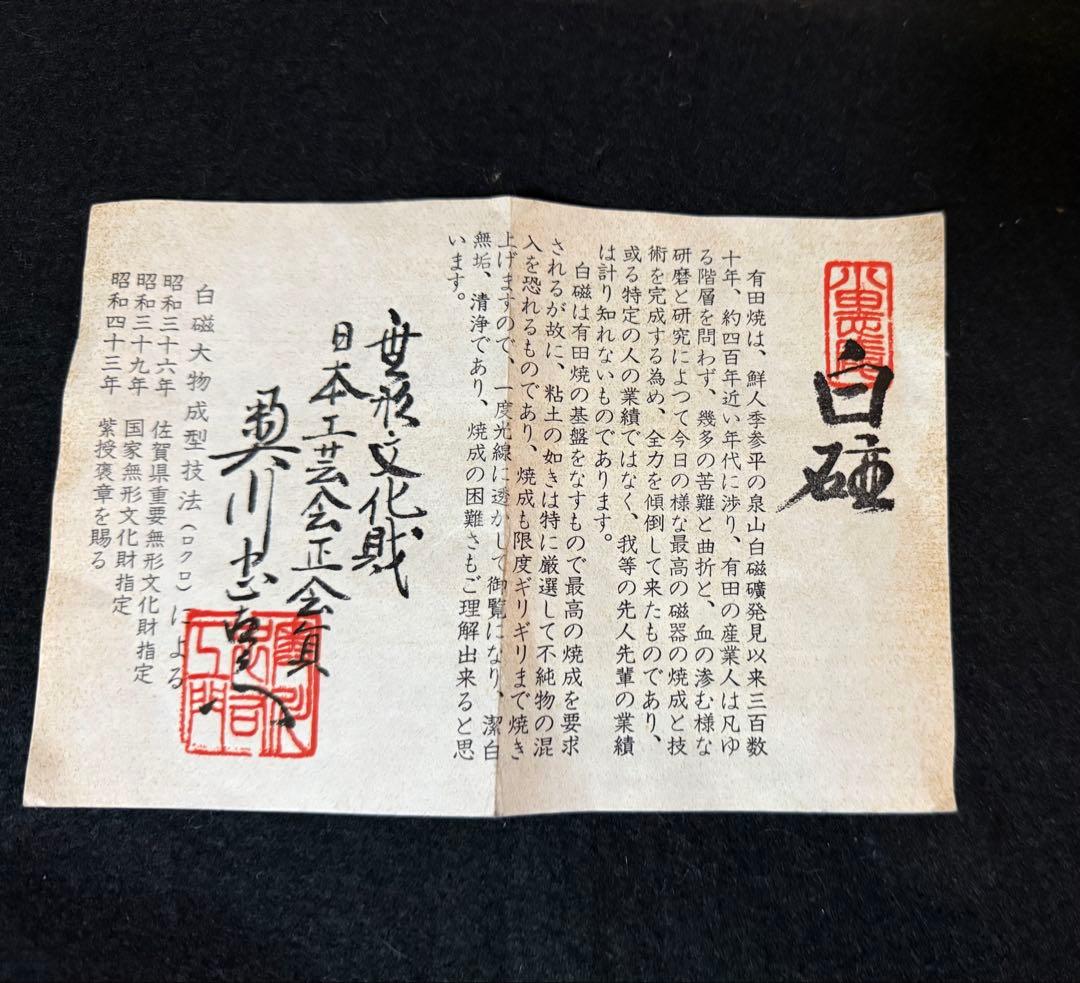 白磁
有田焼は、鮮人季参平の泉山白磁礦発見以来三百数
十年、約四百年近い年代に渉り、有田の産業人は凡ゆ
る階層を問わず、幾多の苦難と曲折と、血の滲む様な
研磨と研究によつて今日の様な最高の磁器の焼成と技
術を完成する為め、全力を傾倒して来たものであり、
或る特定の人の業績ではなく、我等の先人先輩の業績
は計り知れないものであります。
白磁は有田焼の基盤をなすもので最高の焼成を要求
されるが故に、粘土の如きは特に厳選して不純物の混
入を恐れるものであり、焼成も限度ギリギリまで焼き
上げますので、一度光線に透かして御覧になり、潔白
無垢、清浄であり、焼成の困難さもご理解出来ると思
います。
無形文化財
日本工芸会正会員
奥川忠右エ门
白磁大物成型技法(ロクロ)による
昭和三十六年 佐賀県重要無形文化財指定
昭和三十九年 国家無形文化財指定
昭和四十三年 紫授褒章を賜る